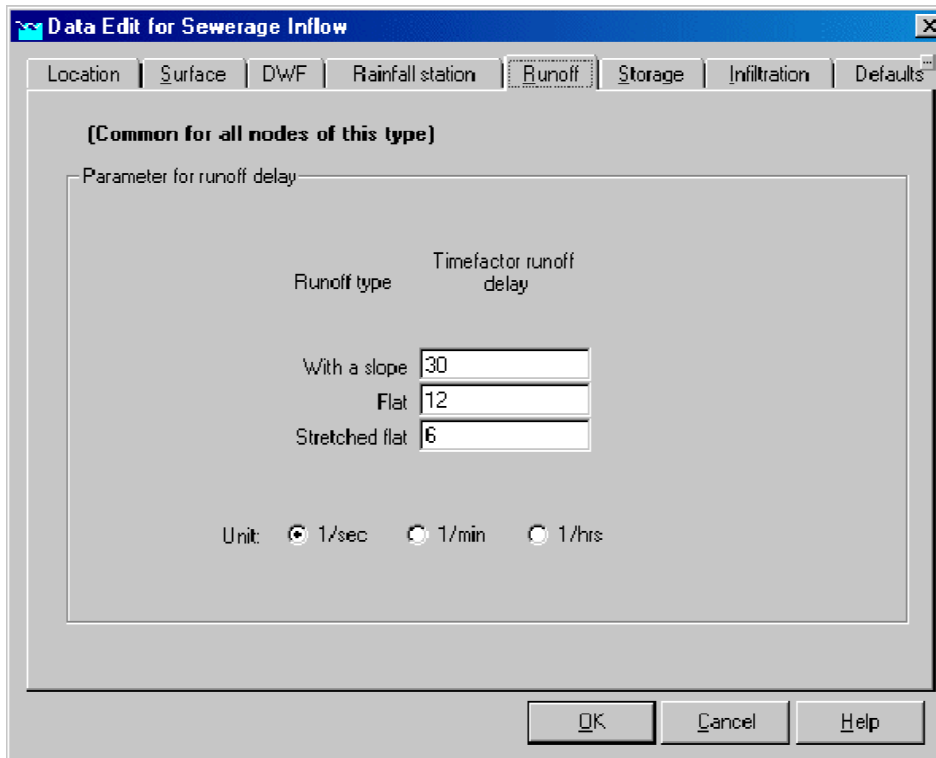 Data Edit for Sewerage Inflow
Location Surface DWF Rainfall station Runoff Storage Infiltration Defaults
(Common for all nodes of this type)
Parameter for runoff delay
Runoff type
Timefactor runoff
delay
With a slope 30
Flat 12
Stretched flat 6
Unit: 1/sec 1/min 1/hrs
OK Cancel Help